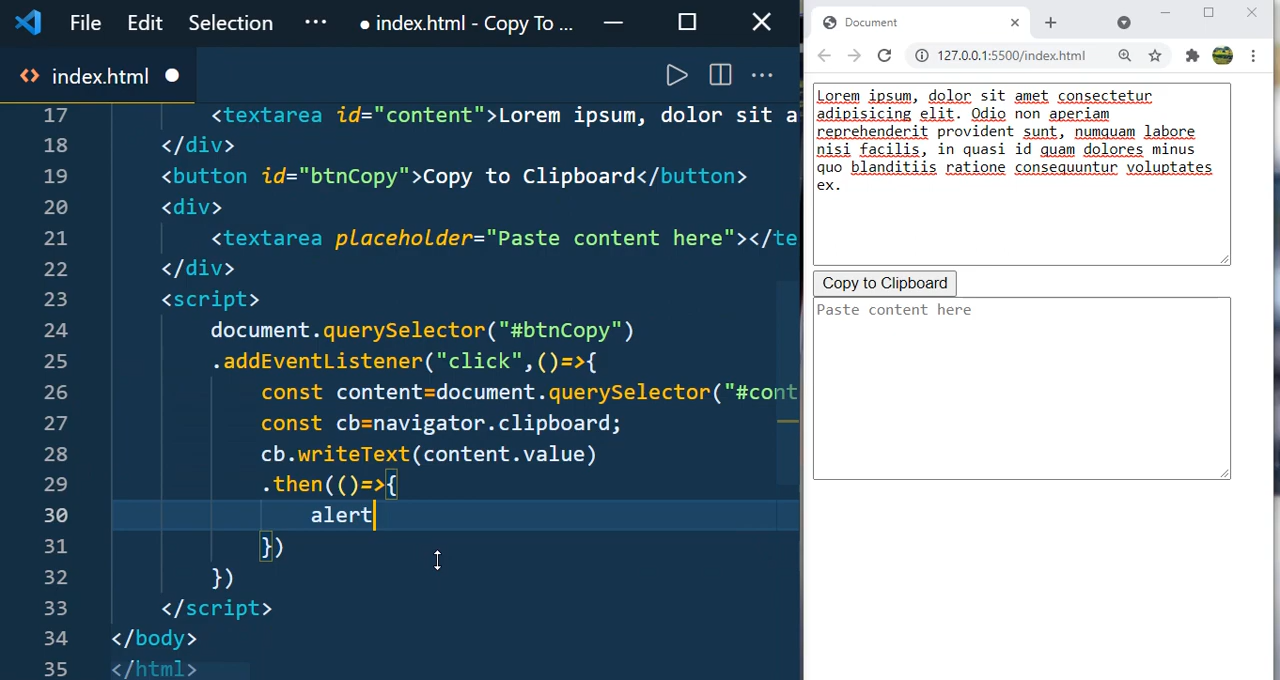 File Edit Selection ··· ● index.html - Copy To ...
index.html
17 <textarea id="content">Lorem ipsum, dolor sit a
18 </div>
19 <button id="btnCopy">Copy to Clipboard</button>
20 <div>
21 <textarea placeholder="Paste content here"></te
22 </div>
23 <script>
24 document.querySelector("#btnCopy")
25 .addEventListener("click",()=>{
26 const content=document.querySelector("#cont
27 const cb=navigator.clipboard;
28 cb.writeText(content.value)
29 .then(()=>{
30 alert
31 })
32 })
33 </script>
34 </body>
35 </html>
Document
127.0.0.1:5500/index.html
Lorem ipsum, dolor sit amet consectetur
adipisicing elit. Odio non aperiam
reprehenderit provident sunt, numquam labore
nisi facilis, in quasi id quam dolores minus
quo blanditiis ratione consequuntur voluptates
ex.
Copy to Clipboard
Paste content here